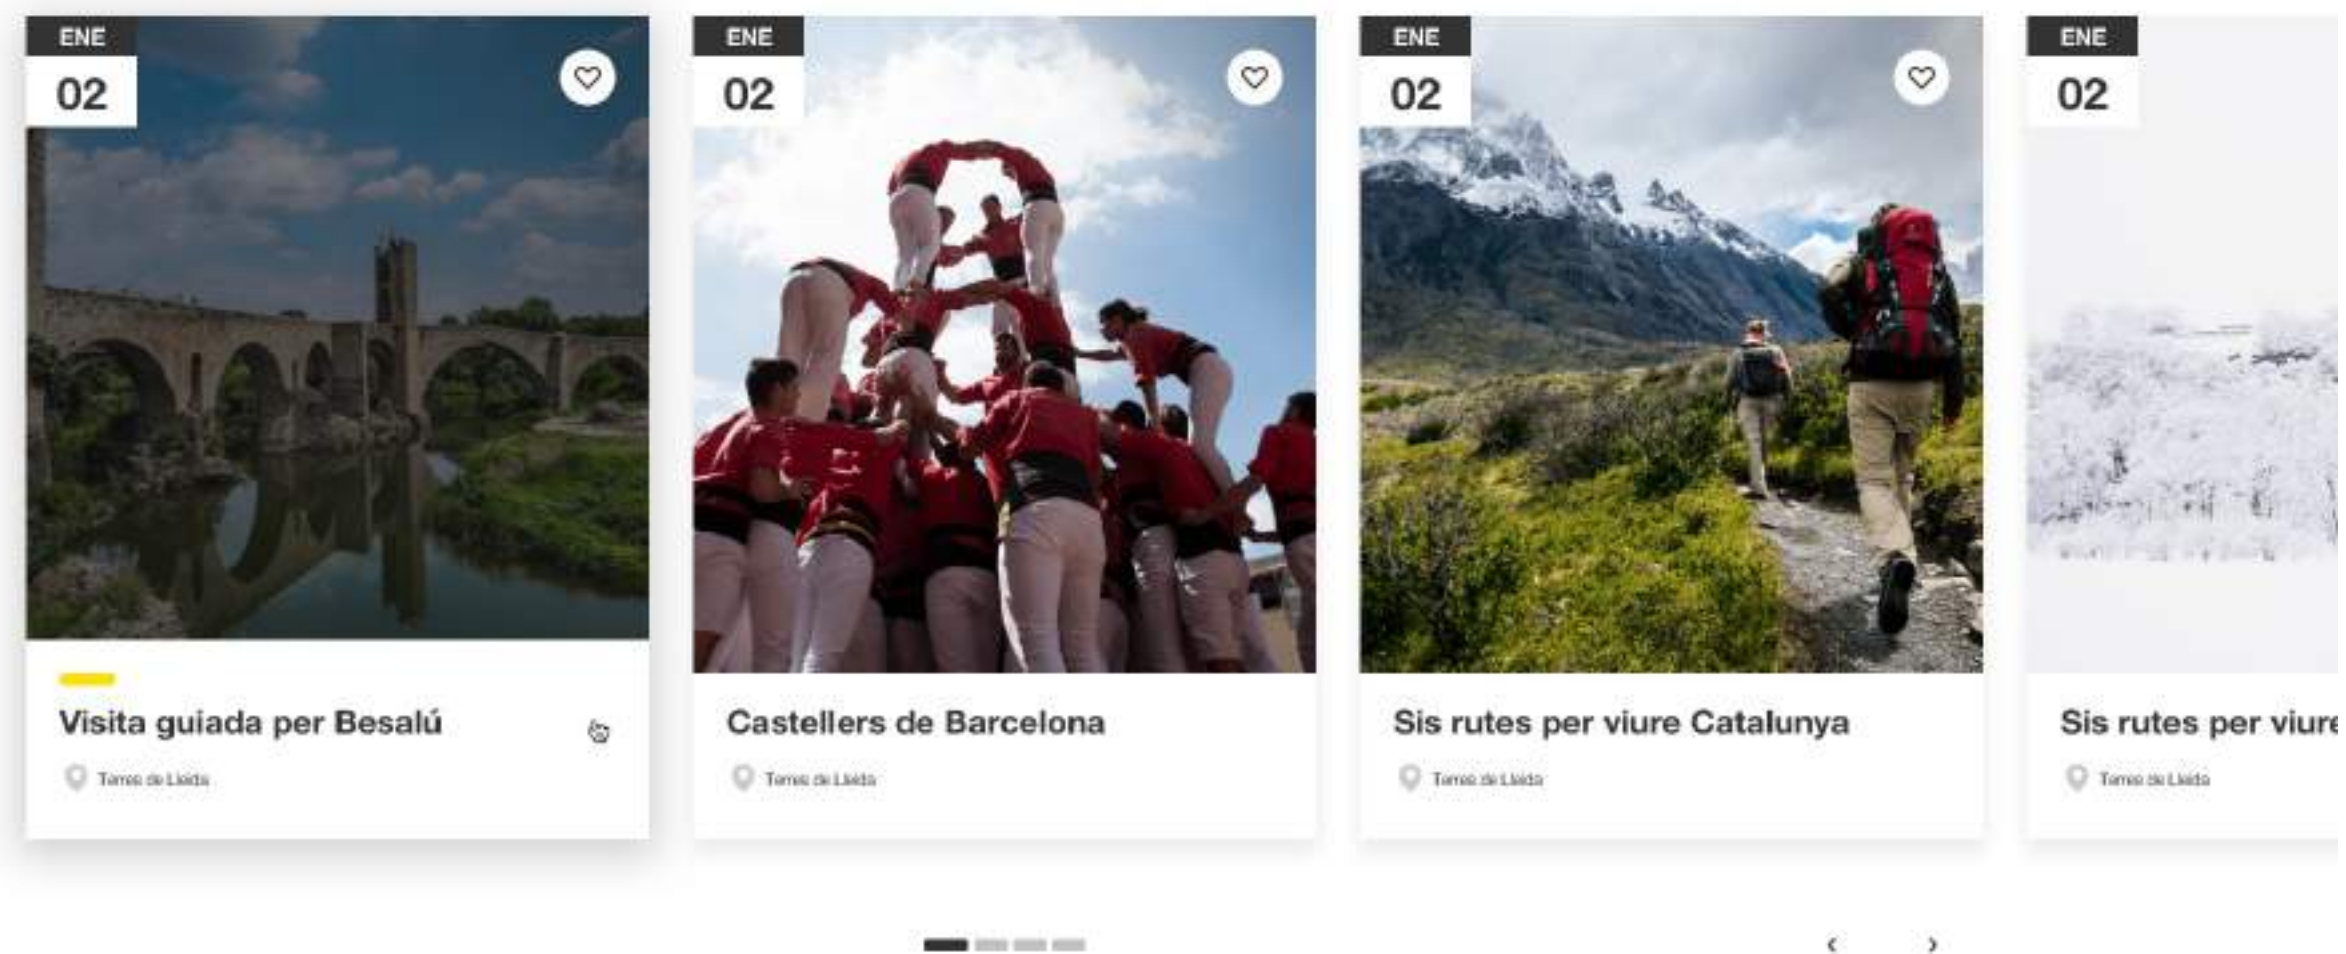 ENE
02
Visita guiada per Besalú
Terres de Lleida
ENE
02
Castellers de Barcelona
Terres de Lleida
ENE
02
Sis rutes per viure Catalunya
Terres de Lleida
ENE
02
Sis rutes per viure
Terres de Lleida